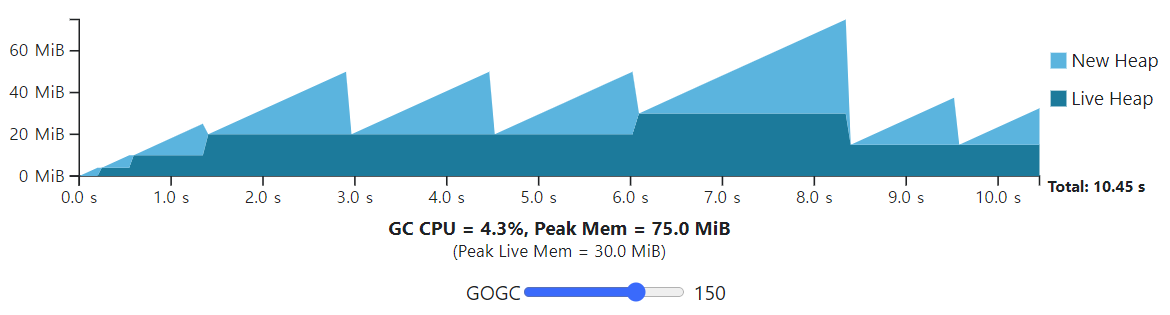 60 MiB
40 MiB
20 MiB
0 MiB
0.0 s 1.0 s 2.0 s 3.0 s 4.0 s 5.0 s 6.0 s 7.0 s 8.0 s 9.0 s 10.0 s
Total: 10.45 s
New Heap
Live Heap
GC CPU = 4.3%, Peak Mem = 75.0 MiB
(Peak Live Mem = 30.0 MiB)
GOGC 150